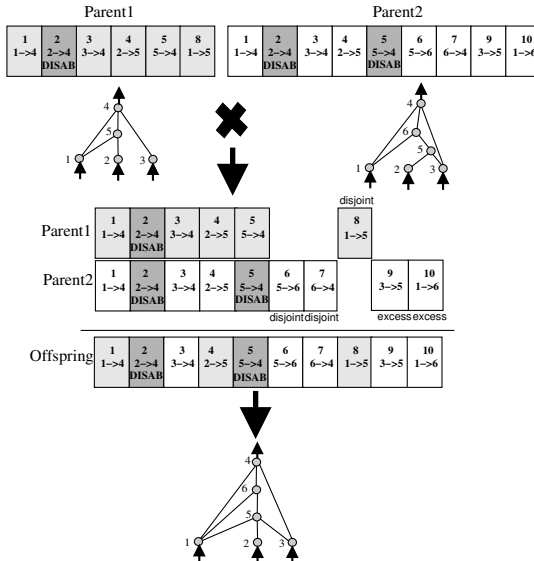 Parent1 Parent2
1 2 3 4 5 8 1 2 3 4 5 6 7 9 10
1->4 2->4 3->4 2->5 5->4 1->5 1->4 2->4 3->4 2->5 5->4 5->6 6->4 3->5 1->6
DISAB DISAB DISAB
4 4
5 6
5
1 2 3 1 2 3
disjoint
Parent1 1 2 3 4 5 8
1->4 2->4 3->4 2->5 5->4 1->5
DISAB
Parent2 1 2 3 4 5 6 7 9 10
1->4 2->4 3->4 2->5 5->4 5->6 6->4 3->5 1->6
DISAB DISAB
disjoint disjoint excess excess
Offspring 1 2 3 4 5 6 7 8 9 10
1->4 2->4 3->4 2->5 5->4 5->6 6->4 1->5 3->5 1->6
DISAB DISAB
4
6
5
1 2 3